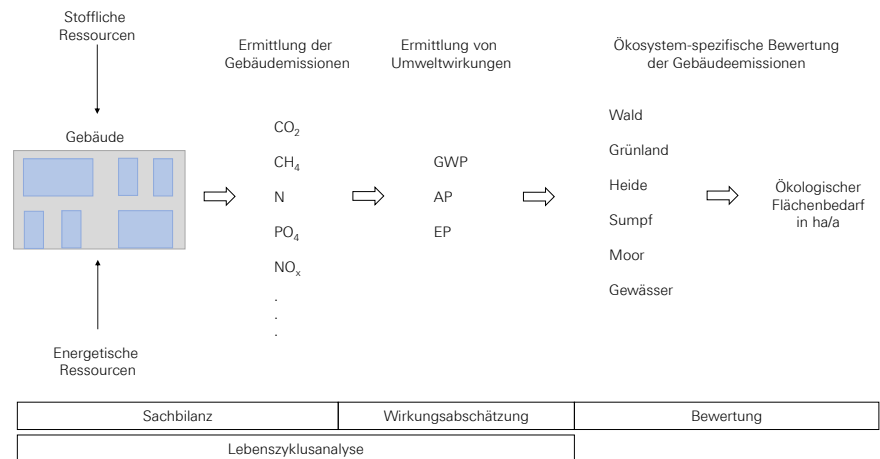 Stoffliche
Ressourcen
Gebäude
Energetische
Ressourcen
Ermittlung der
Gebäudemissionen
CO₂
CH₄
N
PO₄
NOₓ
.
.
.
Ermittlung von
Umweltwirkungen
GWP
AP
EP
Ökosystem-spezifische Bewertung
der Gebäudeemissionen
Wald
Grünland
Heide
Sumpf
Moor
Gewässer
Ökologischer
Flächenbedarf
in ha/a
Sachbilanz
Wirkungsabschätzung
Bewertung
Lebenszyklusanalyse